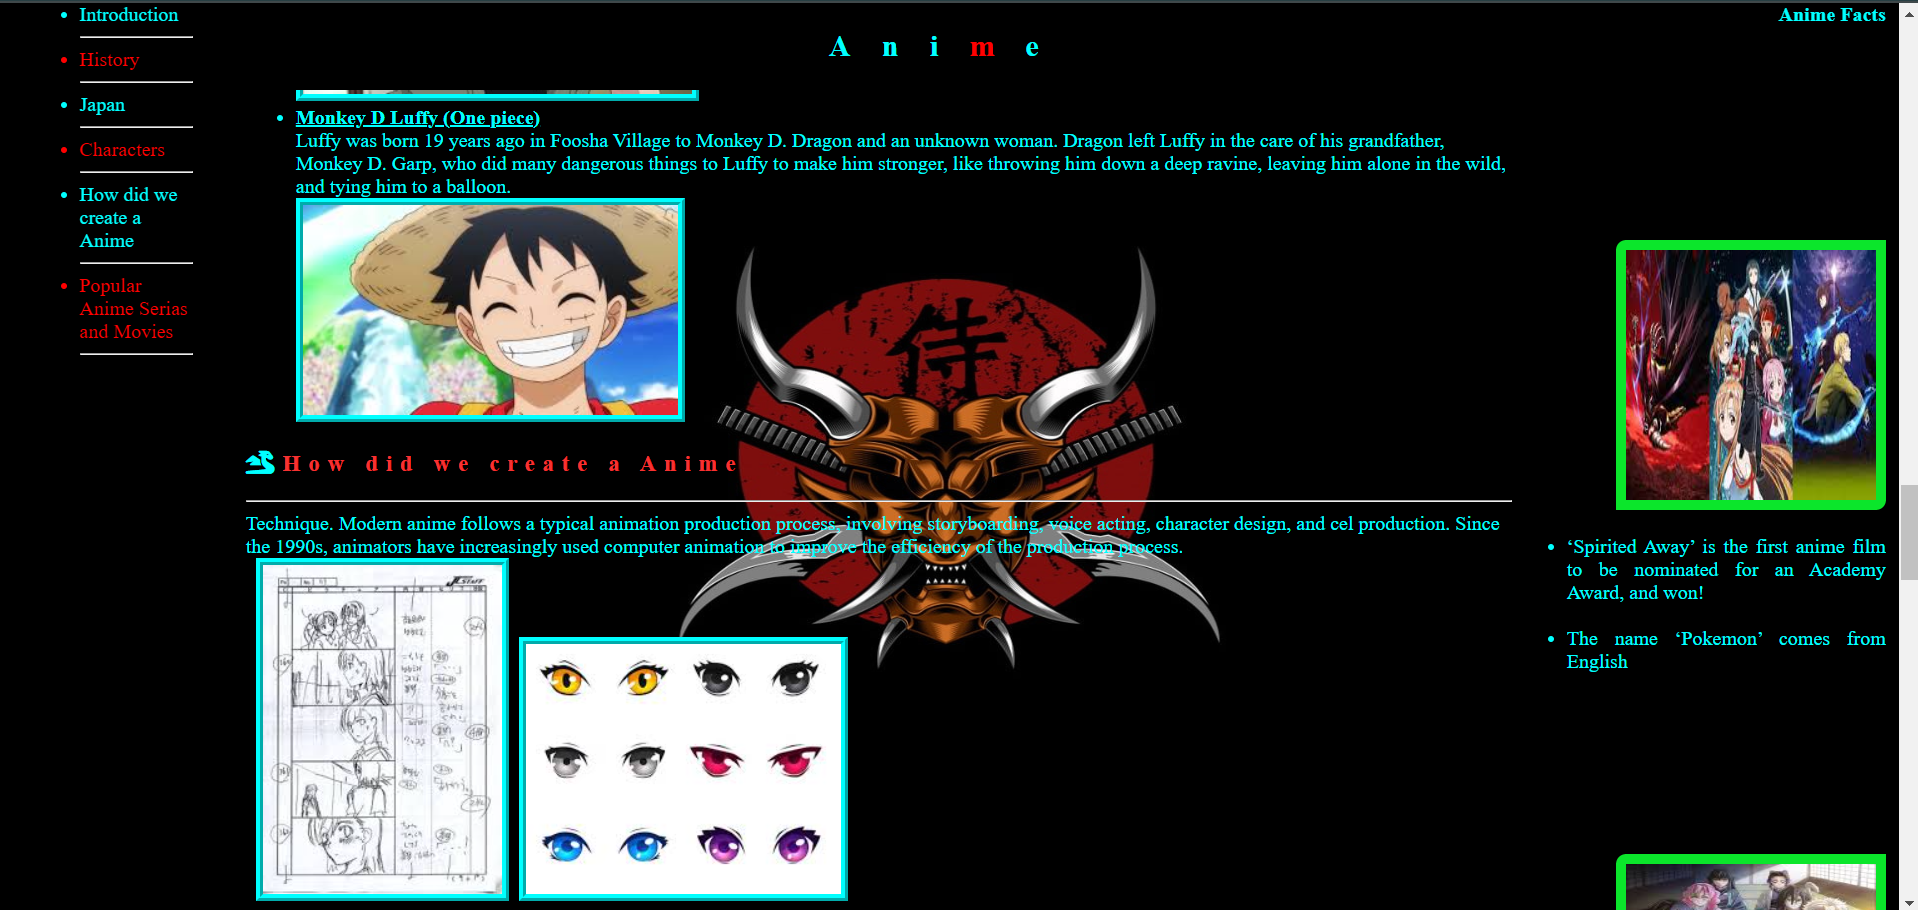 Introduction
History
Japan
Characters
How did we
create a
Anime
Popular
Anime Serias
and Movies
A n i m e
Monkey D Luffy (One piece)
Luffy was born 19 years ago in Foosha Village to Monkey D. Dragon and an unknown woman. Dragon left Luffy in the care of his grandfather,
Monkey D. Garp, who did many dangerous things to Luffy to make him stronger, like throwing him down a deep ravine, leaving him alone in the wild,
and tying him to a balloon.
侍
How did we create a Anime
Technique. Modern anime follows a typical animation production process, involving storyboarding, voice acting, character design, and cel production. Since
the 1990s, animators have increasingly used computer animation to improve the efficiency of the production process.
J.C.STAFF
Anime Facts
‘Spirited Away’ is the first anime film
to be nominated for an Academy
Award, and won!
The name ‘Pokemon’ comes from
English